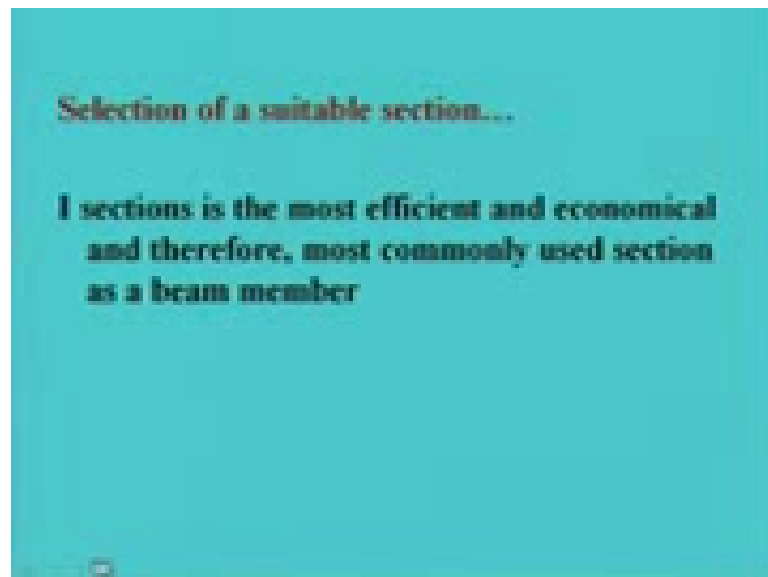 Selection of a suitable section...
I sections is the most efficient and economical
and therefore, most commonly used section
as a beam member